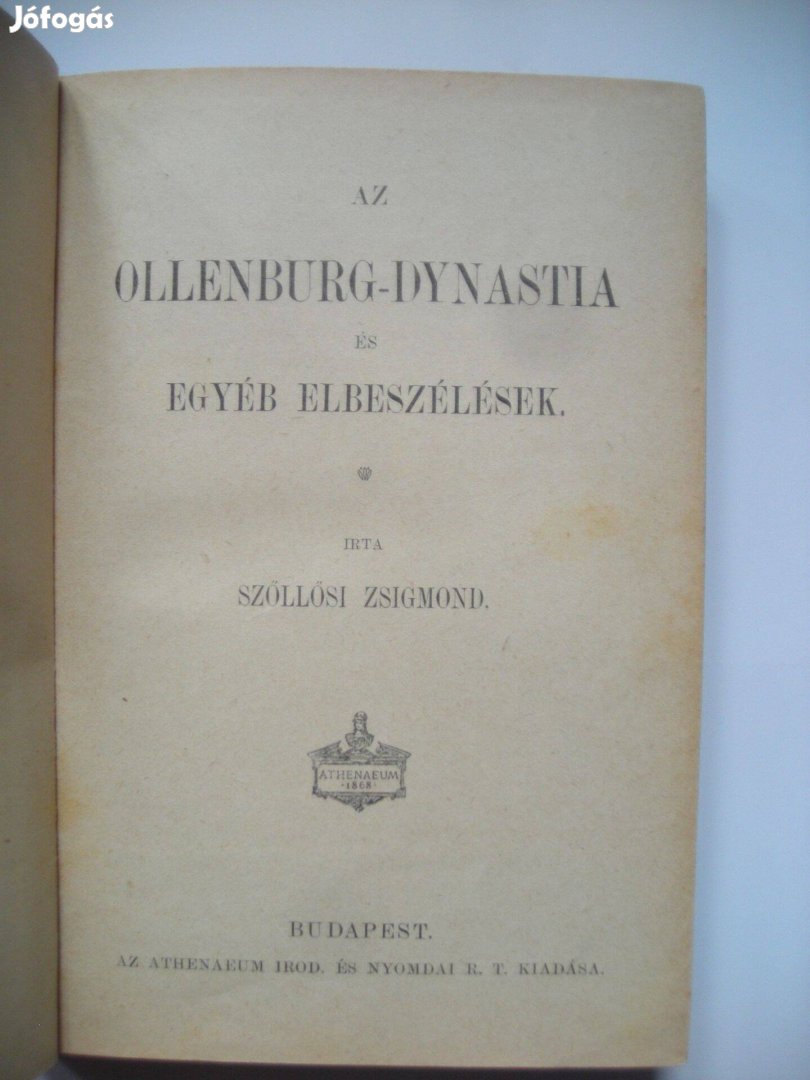 Jófogás
AZ
OLLENBURG-DYNASTIA
ÉS
EGYÉB ELBESZÉLÉSEK.
IRTA
SZŐLLŐSI ZSIGMOND.
ATHENAEUM
·1868·
BUDAPEST.
AZ ATHENAEUM IROD. ÉS NYOMDAI R. T. KIADÁSA.